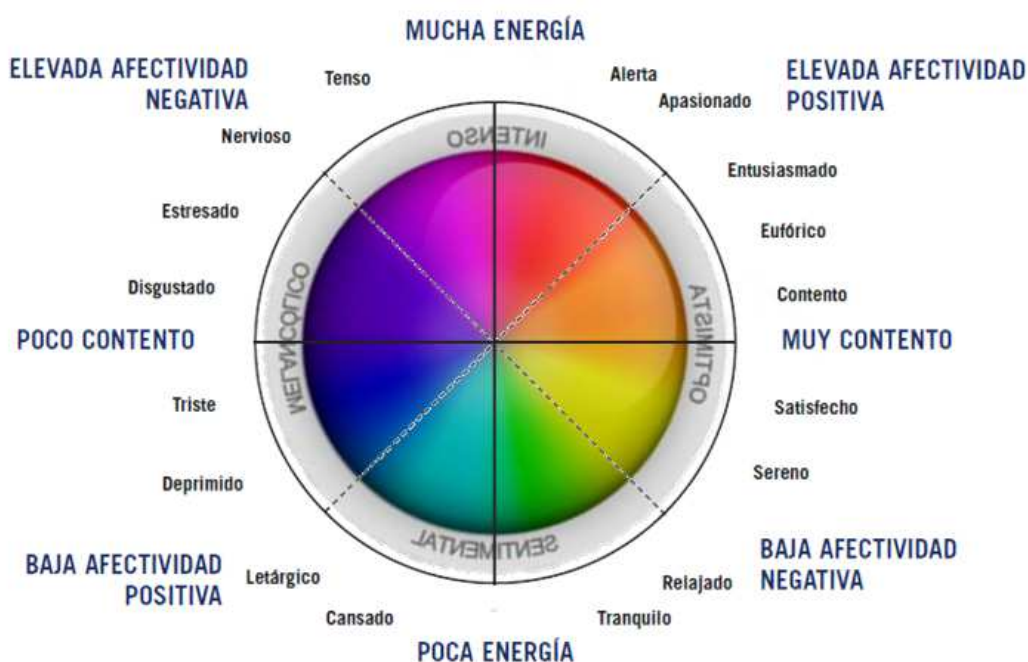 MUCHA ENERGÍA
ELEVADA AFECTIVIDAD
NEGATIVA
Tenso
Alerta
Apasionado
ELEVADA AFECTIVIDAD
POSITIVA
Nervioso
INTENSO
Entusiasmado
Estresado
Eufórico
Disgustado
Contento
MELANCÓLICO
OPTIMISTA
POCO CONTENTO
MUY CONTENTO
Triste
Satisfecho
Deprimido
Sereno
SENTIMENTAL
BAJA AFECTIVIDAD
POSITIVA
Letárgico
Relajado
BAJA AFECTIVIDAD
NEGATIVA
Cansado
Tranquilo
POCA ENERGÍA